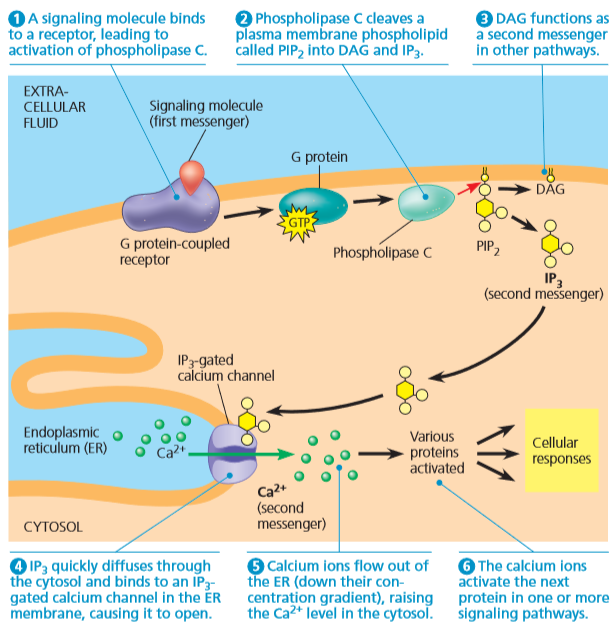 1 A signaling molecule binds
to a receptor, leading to
activation of phospholipase C.
2 Phospholipase C cleaves a
plasma membrane phospholipid
called PIP₂ into DAG and IP₃.
3 DAG functions as
a second messenger
in other pathways.
EXTRA-
CELLULAR
FLUID
Signaling molecule
(first messenger)
G protein
DAG
GTP
G protein-coupled
receptor
Phospholipase C
PIP₂
IP₃
(second messenger)
IP₃-gated
calcium channel
Endoplasmic
reticulum (ER)
Ca²⁺
Various
proteins
activated
Cellular
responses
Ca²⁺
(second
messenger)
CYTOSOL
4 IP₃ quickly diffuses through
the cytosol and binds to an IP₃-
gated calcium channel in the ER
membrane, causing it to open.
5 Calcium ions flow out of
the ER (down their con-
centration gradient), raising
the Ca²⁺ level in the cytosol.
6 The calcium ions
activate the next
protein in one or more
signaling pathways.